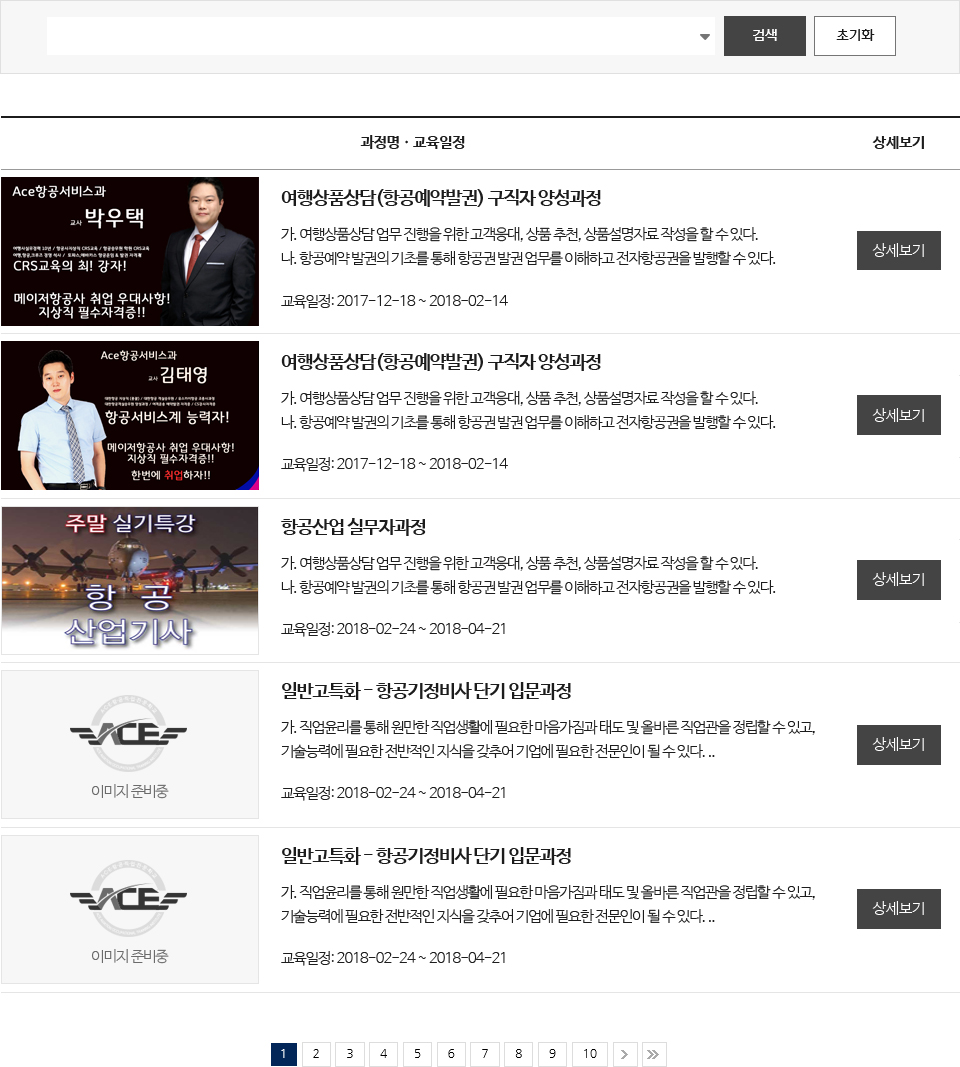 검색
초기화
과정명 · 교육일정
상세보기
Ace항공서비스과
교사 박우택
CRS교육의 최! 강자!
메이저항공사 취업 우대사항!
지상직 필수자격증!!
여행상품상담(항공예약발권) 구직자 양성과정
가. 여행상품상담 업무 진행을 위한 고객응대, 상품 추천, 상품설명자료 작성을 할 수 있다.
나. 항공예약 발권의 기초를 통해 항공권 발권 업무를 이해하고 전자항공권을 발행할 수 있다.
교육일정: 2017-12-18 ~ 2018-02-14
상세보기
Ace항공서비스과
교사 김태영
항공서비스계 능력자!
메이저항공사 취업 우대사항!
지상직 필수자격증!!
한번에 취업하자!!
여행상품상담(항공예약발권) 구직자 양성과정
가. 여행상품상담 업무 진행을 위한 고객응대, 상품 추천, 상품설명자료 작성을 할 수 있다.
나. 항공예약 발권의 기초를 통해 항공권 발권 업무를 이해하고 전자항공권을 발행할 수 있다.
교육일정: 2017-12-18 ~ 2018-02-14
상세보기
주말 실기특강
항 공
산업기사
항공산업 실무자과정
가. 여행상품상담 업무 진행을 위한 고객응대, 상품 추천, 상품설명자료 작성을 할 수 있다.
나. 항공예약 발권의 기초를 통해 항공권 발권 업무를 이해하고 전자항공권을 발행할 수 있다.
교육일정: 2018-02-24 ~ 2018-04-21
상세보기
ACE
이미지 준비중
일반고특화 - 항공기정비사 단기 입문과정
가. 직업윤리를 통해 원만한 직업생활에 필요한 마음가짐과 태도 및 올바른 직업관을 정립할 수 있고,
기술능력에 필요한 전반적인 지식을 갖추어 기업에 필요한 전문인이 될 수 있다. ..
교육일정: 2018-02-24 ~ 2018-04-21
상세보기
ACE
이미지 준비중
일반고특화 - 항공기정비사 단기 입문과정
가. 직업윤리를 통해 원만한 직업생활에 필요한 마음가짐과 태도 및 올바른 직업관을 정립할 수 있고,
기술능력에 필요한 전반적인 지식을 갖추어 기업에 필요한 전문인이 될 수 있다. ..
교육일정: 2018-02-24 ~ 2018-04-21
상세보기
1 2 3 4 5 6 7 8 9 10